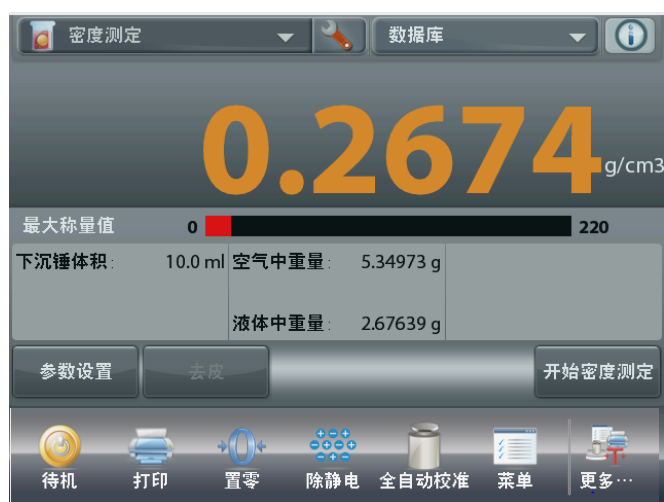 密度测定 数据库
0.2674 g/cm3
最大称量值 0 220
下沉锤体积: 10.0 ml 空气中重量: 5.34973 g
液体中重量: 2.67639 g
参数设置 去皮 开始密度测定
待机 打印 置零 除静电 全自动校准 菜单 更多…